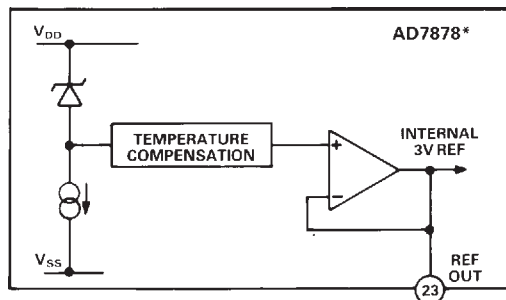 V_DD
AD7878*
TEMPERATURE
COMPENSATION
+
−
INTERNAL
3V REF
V_SS
REF
OUT
23